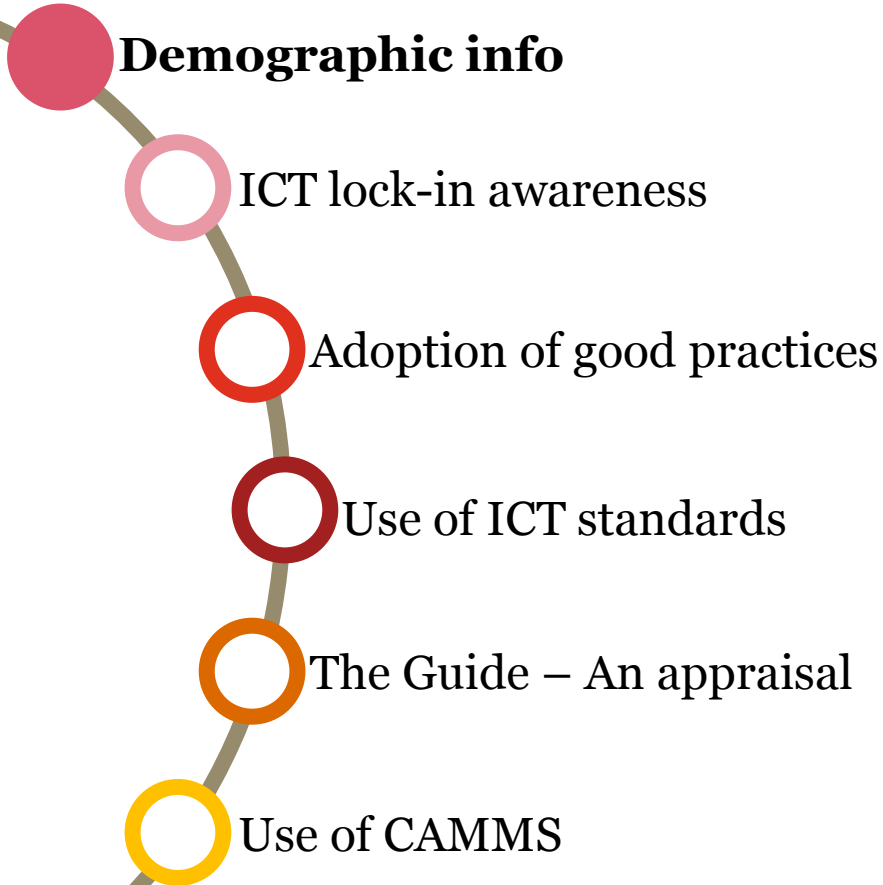 Demographic info
ICT lock-in awareness
Adoption of good practices
Use of ICT standards
The Guide – An appraisal
Use of CAMMS